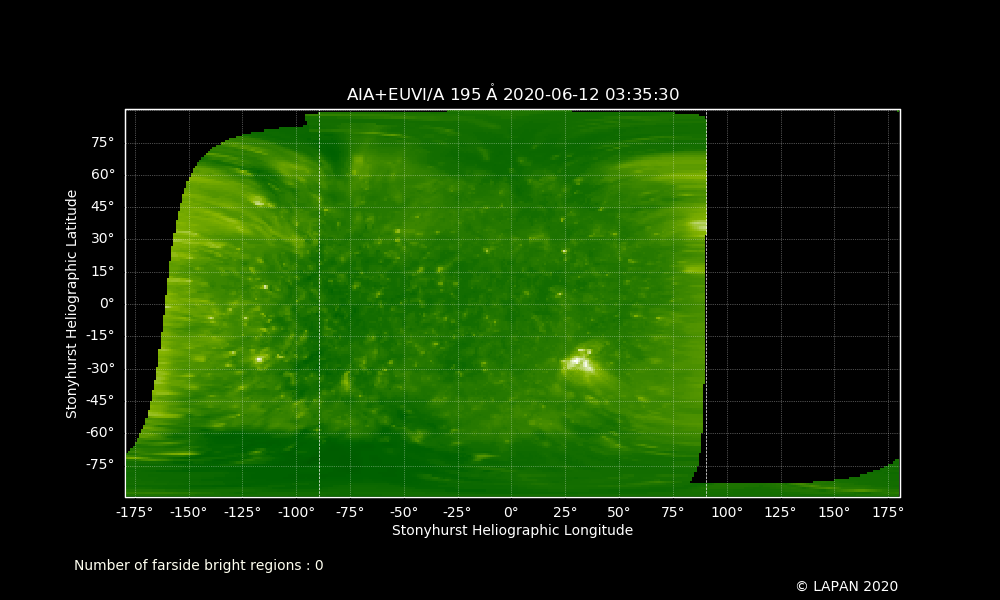 AIA+EUVI/A 195 Å 2020-06-12 03:35:30
75°
60°
45°
30°
15°
0°
-15°
-30°
-45°
-60°
-75°
Stonyhurst Heliographic Latitude
-175° -150° -125° -100° -75° -50° -25° 0° 25° 50° 75° 100° 125° 150° 175°
Stonyhurst Heliographic Longitude
Number of farside bright regions : 0
© LAPAN 2020